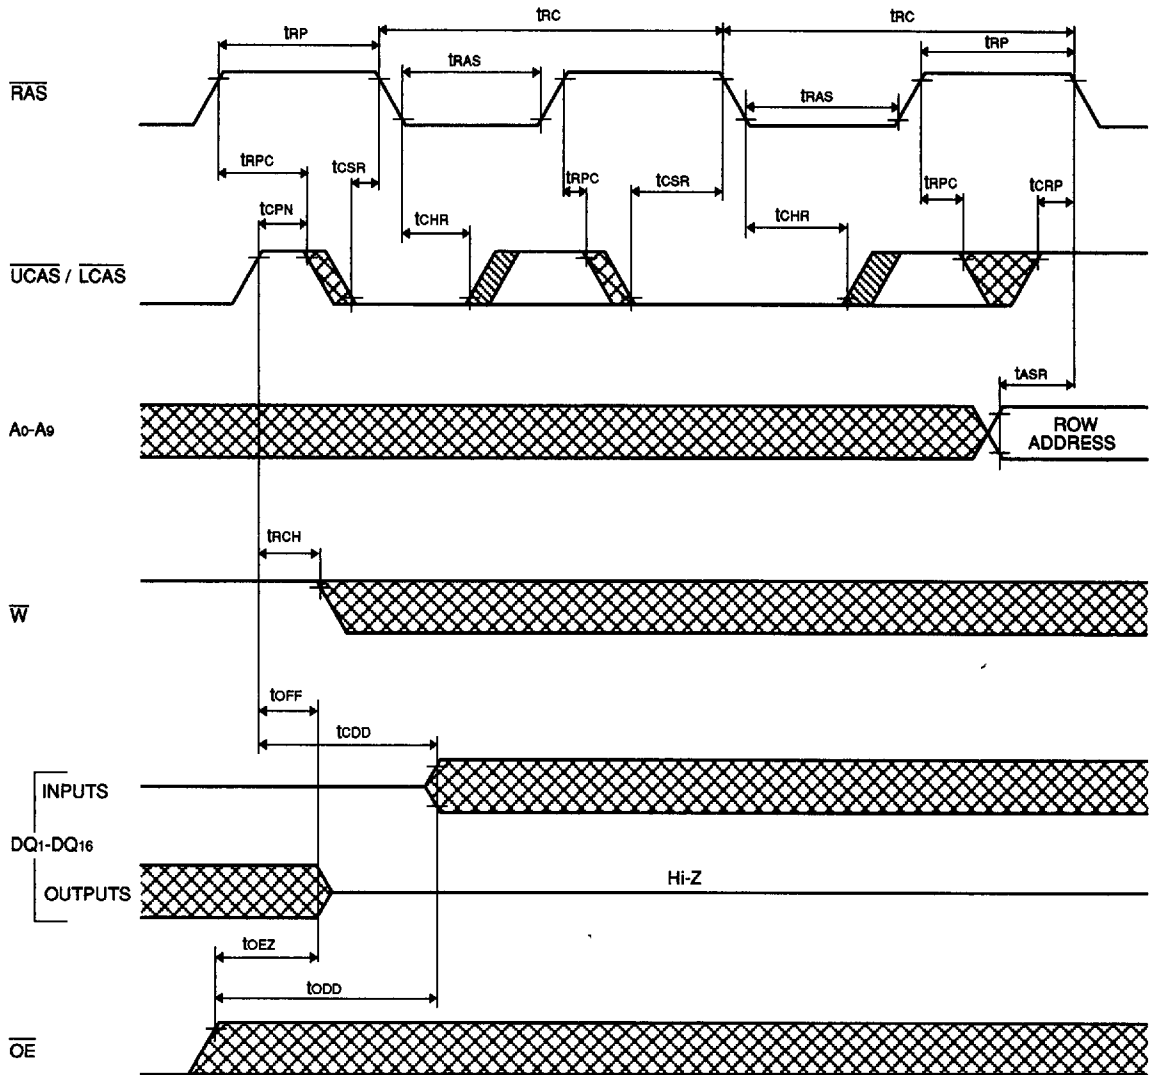 tRC
tRC
tRP
tRP
tRAS
tRAS
RAS
tRPC
tCSR
tRPC
tCSR
tRPC
tCRP
tCPN
tCHR
tCHR
UCAS / LCAS
tASR
A0-A9
ROW
ADDRESS
tRCH
W
tOFF
tCDD
INPUTS
DQ1-DQ16
OUTPUTS
Hi-Z
tOEZ
tODD
OE